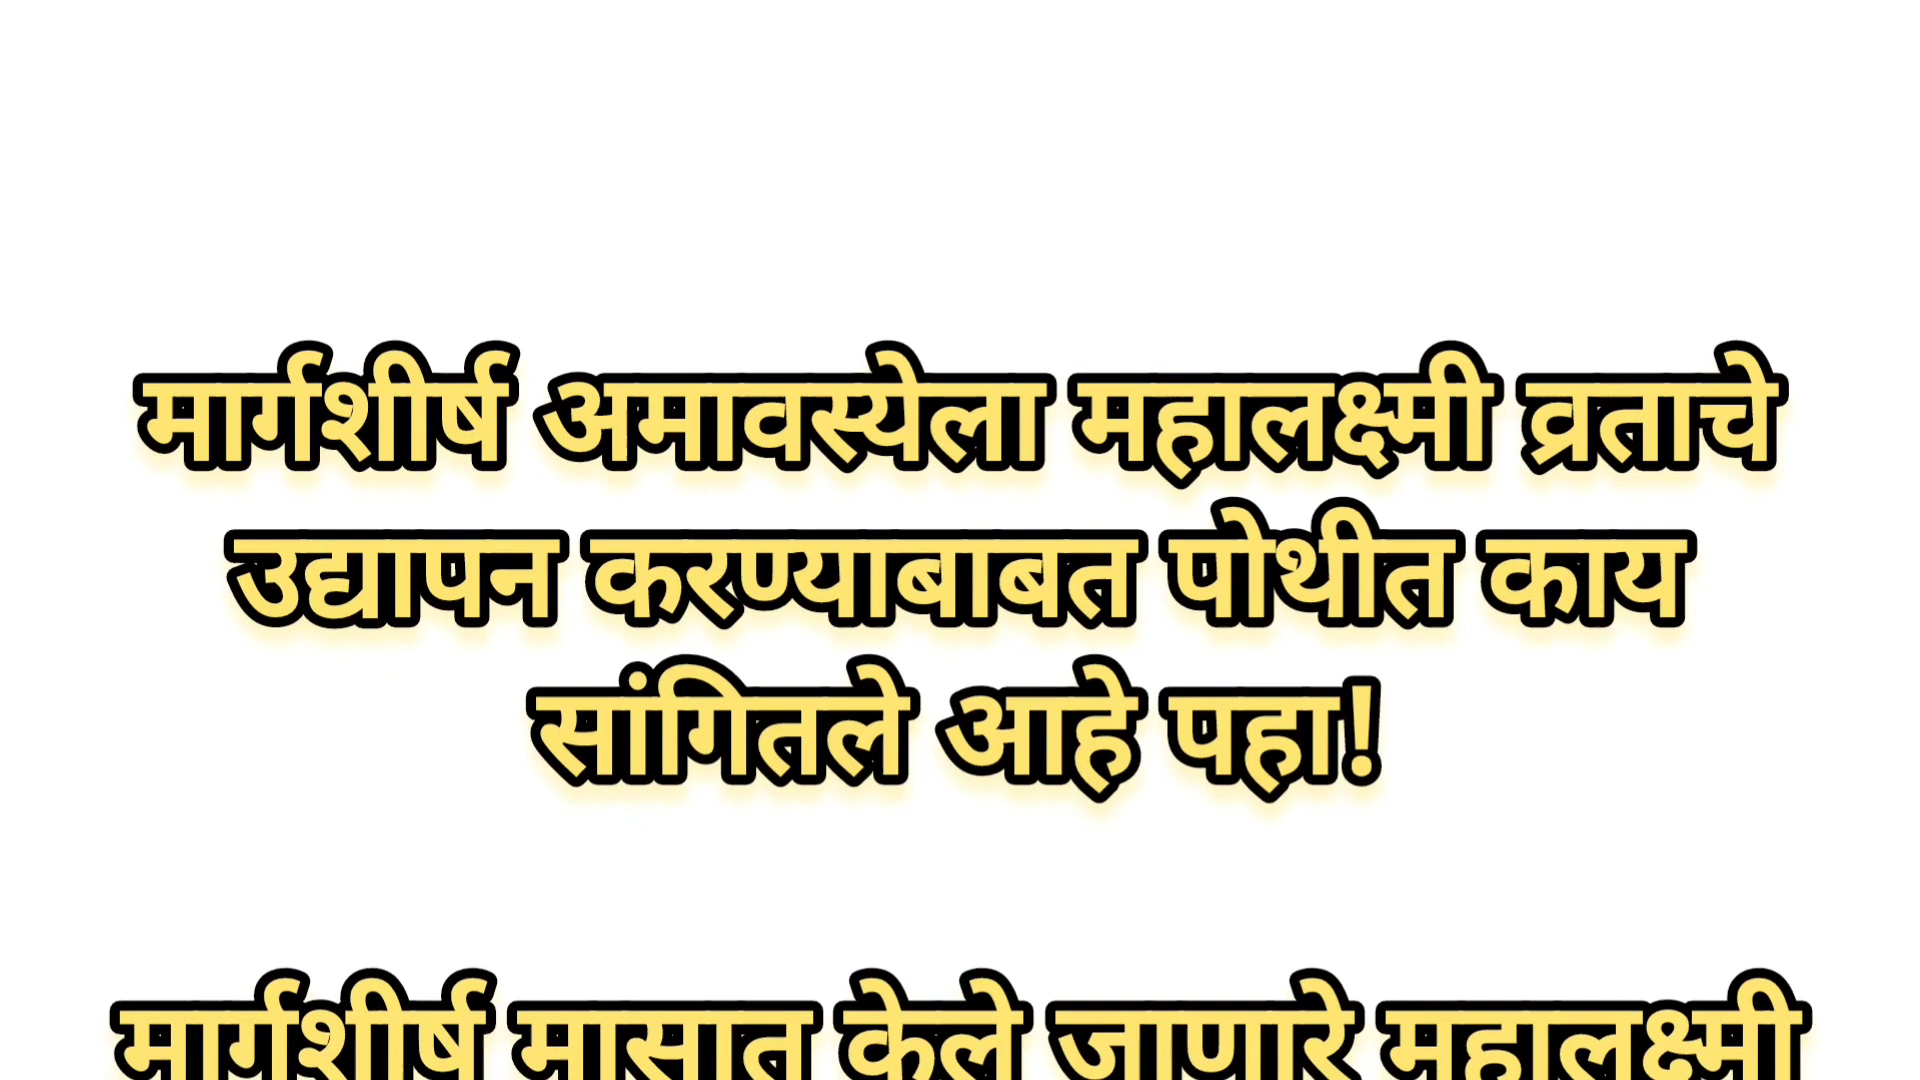 मार्गशीर्ष अमावस्येला महालक्ष्मी व्रताचे
उद्यापन करण्याबाबत पोथीत काय
सांगितले आहे पहा!
मार्गशीर्ष मासात केले जाणारे महालक्ष्मी